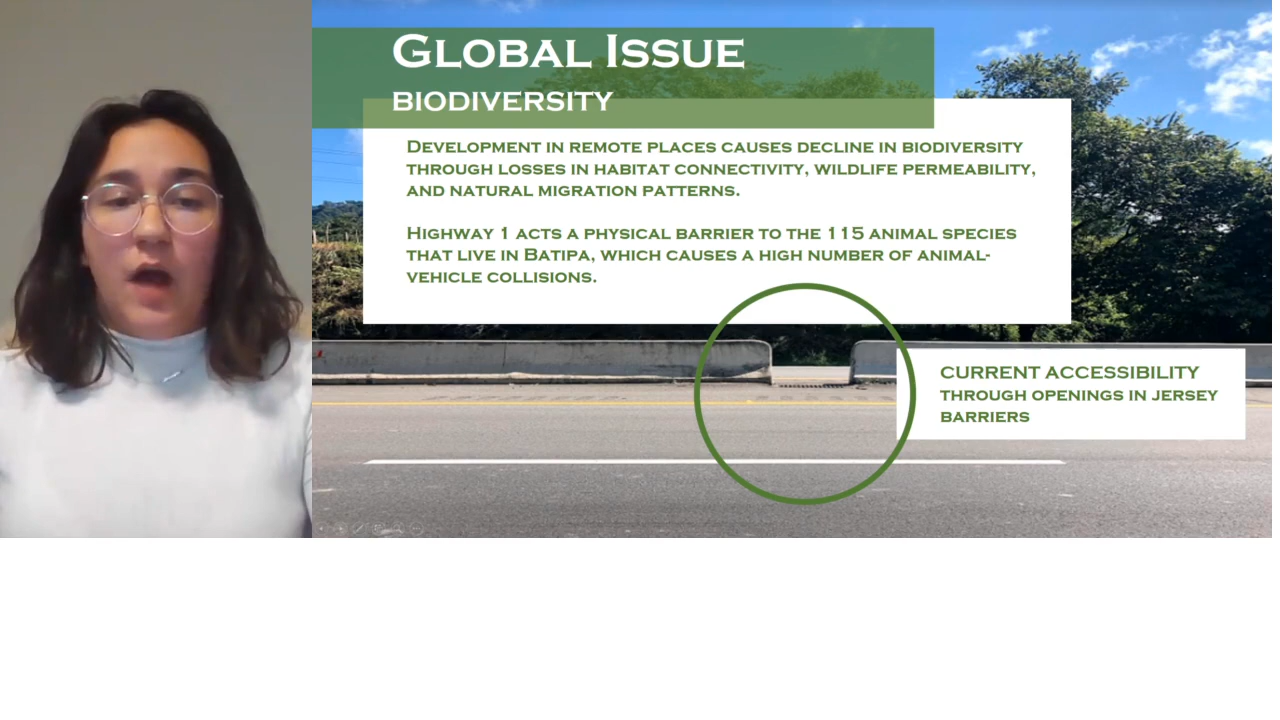 GLOBAL ISSUE
BIODIVERSITY
DEVELOPMENT IN REMOTE PLACES CAUSES DECLINE IN BIODIVERSITY
THROUGH LOSSES IN HABITAT CONNECTIVITY, WILDLIFE PERMEABILITY,
AND NATURAL MIGRATION PATTERNS.
HIGHWAY 1 ACTS A PHYSICAL BARRIER TO THE 115 ANIMAL SPECIES
THAT LIVE IN BATIPA, WHICH CAUSES A HIGH NUMBER OF ANIMAL-
VEHICLE COLLISIONS.
CURRENT ACCESSIBILITY
THROUGH OPENINGS IN JERSEY
BARRIERS